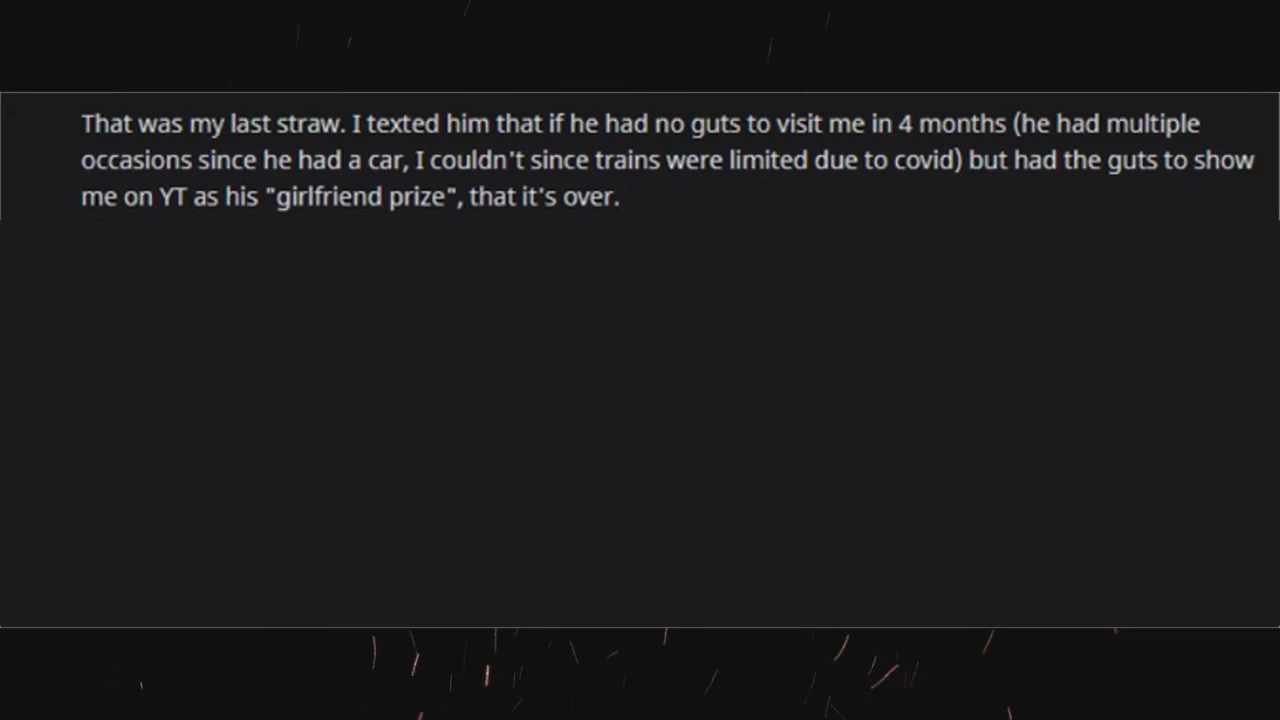 That was my last straw. I texted him that if he had no guts to visit me in 4 months (he had multiple
occasions since he had a car, I couldn't since trains were limited due to covid) but had the guts to show
me on YT as his "girlfriend prize", that it's over.